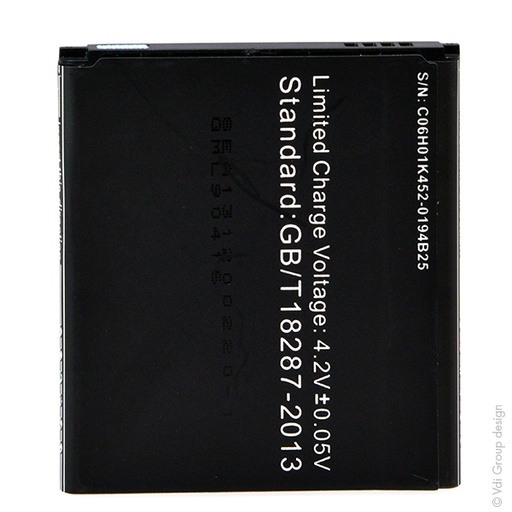 S/N: C06H01K452-0194B25
Limited Charge Voltage: 4.2V±0.05V
Standard:GB/T18287-2013
© Vdi Group design